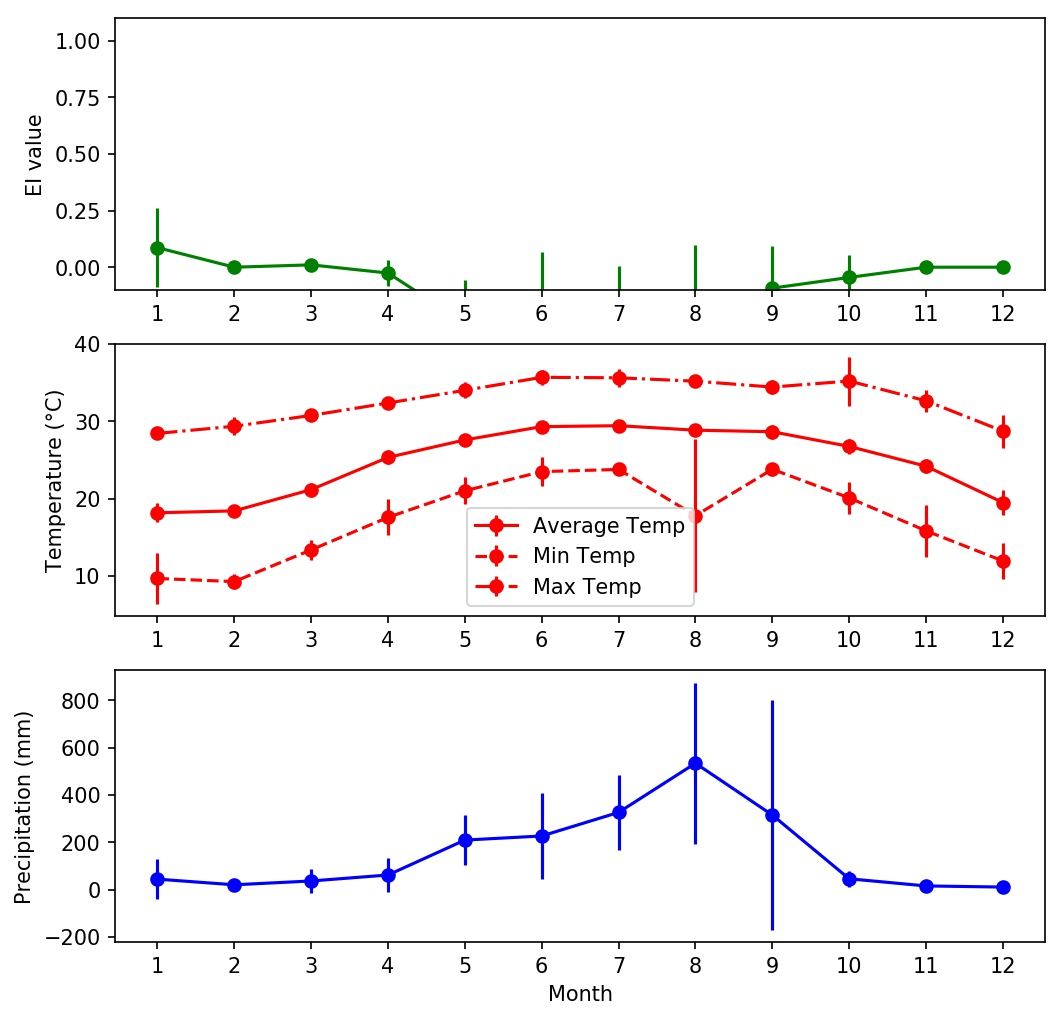 EI value
1.00
0.75
0.50
0.25
0.00
1 2 3 4 5 6 7 8 9 10 11 12
Temperature (°C)
40
30
20
10
Average Temp
Min Temp
Max Temp
1 2 3 4 5 6 7 8 9 10 11 12
Precipitation (mm)
800
600
400
200
0
−200
1 2 3 4 5 6 7 8 9 10 11 12
Month